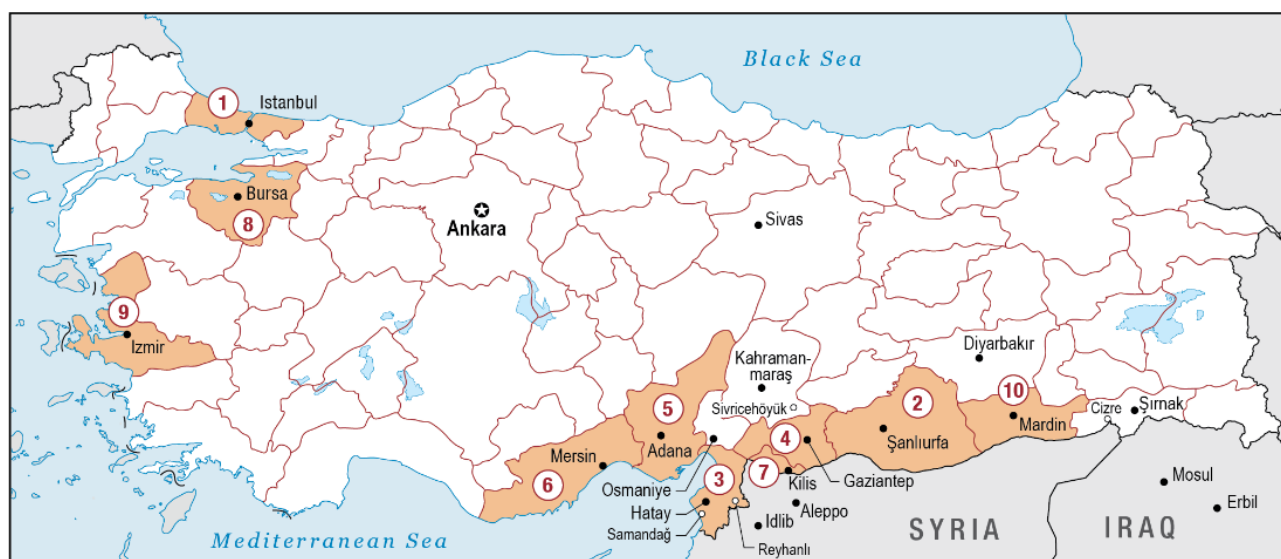 Black Sea
1
Istanbul
Bursa
8
Ankara
Sivas
9
Izmir
Diyarbakır
Kahraman-
maraş
Sivricehöyük
5
Adana
2
Şanlıurfa
10
Mardin
Cizre
Şırnak
4
Mersin
6
Osmaniye
3
7
Kilis
Gaziantep
Hatay
Samandağ
Reyhanlı
Idlib
Aleppo
Mosul
Erbil
SYRIA
IRAQ
Mediterranean Sea